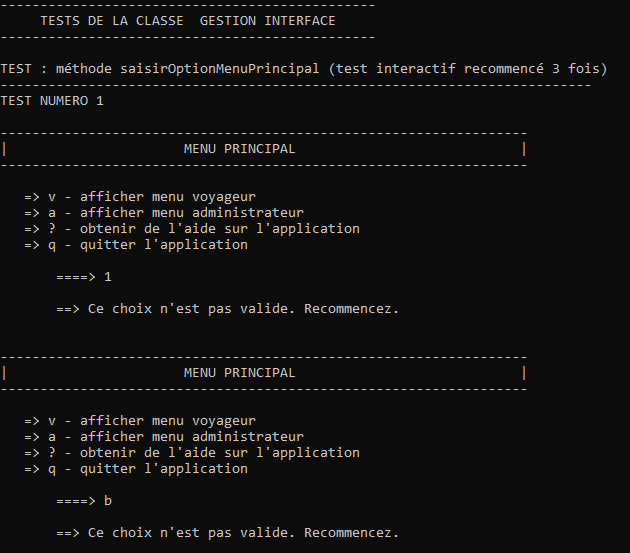 -----------------------------------------------
     TESTS DE LA CLASSE  GESTION INTERFACE
-----------------------------------------------
TEST : méthode saisirOptionMenuPrincipal (test interactif recommencé 3 fois)
--------------------------------------------------------------------------
TEST NUMERO 1
------------------------------------------------------------------
|                      MENU PRINCIPAL                            |
------------------------------------------------------------------
   => v - afficher menu voyageur
   => a - afficher menu administrateur
   => ? - obtenir de l'aide sur l'application
   => q - quitter l'application
       ====> 1
       ==> Ce choix n'est pas valide. Recommencez.
------------------------------------------------------------------
|                      MENU PRINCIPAL                            |
------------------------------------------------------------------
   => v - afficher menu voyageur
   => a - afficher menu administrateur
   => ? - obtenir de l'aide sur l'application
   => q - quitter l'application
       ====> b
       ==> Ce choix n'est pas valide. Recommencez.